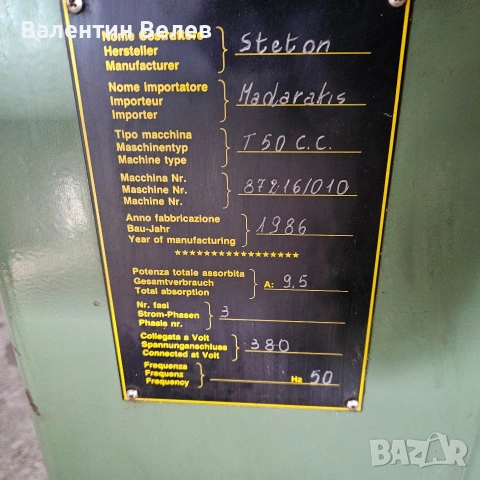 Валентин Велев
Nome costruttore
Hersteller
Manufacturer
Steton
Nome importatore
Importeur
Importer
Madarakis
Tipo macchina
Maschinentyp
Machine type
T 50 C.C.
Macchina Nr.
Maschine Nr.
Machine Nr.
87216/010
Anno fabbricazione
Bau-Jahr
Year of manufacturing
1986
******************
Potenza totale assorbita
Gesamtverbrauch
Total absorption
A: 9,5
Nr. fasi
Strom-Phasen
Phasis nr.
3
Collegata a Volt
Spannunganschluss
Connected at Volt
380
Frequenza
Frequenz
Frequency
Hz 50
BAZAR